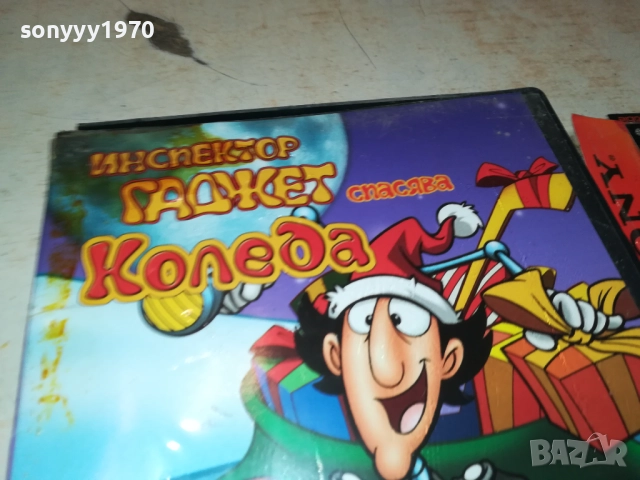 sonyyy1970
ИНСПЕКТОР
ГАДЖЕТ спасява
Коледа
BAZAR